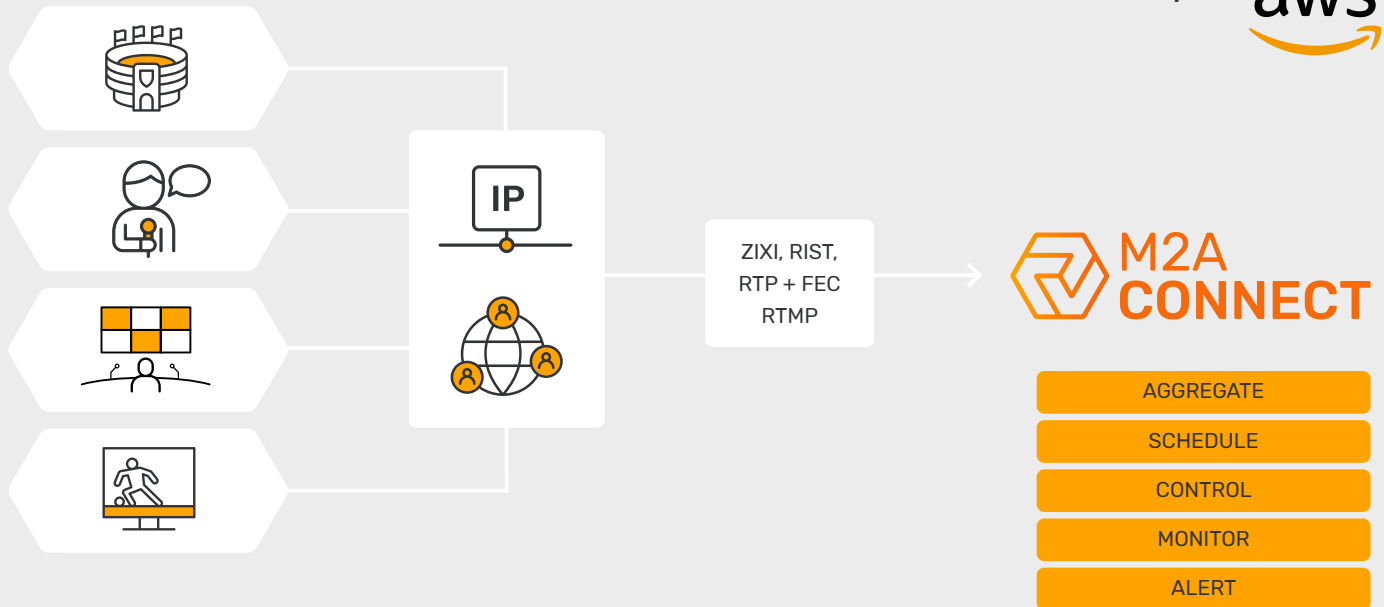 aws
IP
ZIXI, RIST,
RTP + FEC
RTMP
M2A
CONNECT
AGGREGATE
SCHEDULE
CONTROL
MONITOR
ALERT